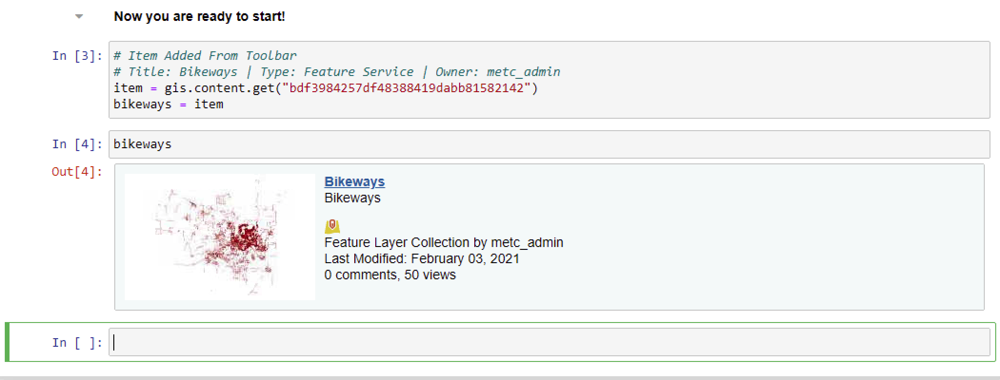 Now you are ready to start!
In [3]:
# Item Added From Toolbar
# Title: Bikeways | Type: Feature Service | Owner: metc_admin
item = gis.content.get("bdf3984257df48388419dabb81582142")
bikeways = item
In [4]:
bikeways
Out[4]:
Bikeways
Bikeways
Feature Layer Collection by metc_admin
Last Modified: February 03, 2021
0 comments, 50 views
In [ ]: